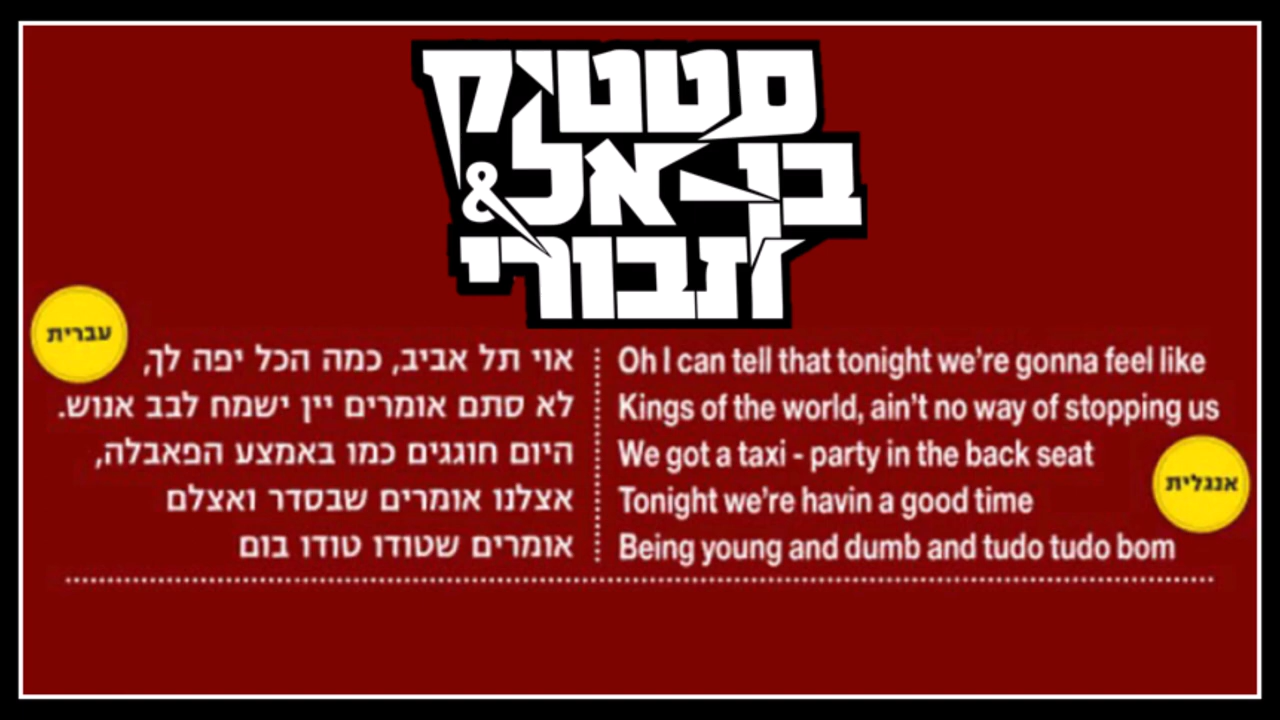 סטטיק
בן-אל &
תבורי
עברית
אוי תל אביב, כמה הכל יפה לך,
לא סתם אומרים יין ישמח לבב אנוש.
היום חוגגים כמו באמצע הפאבלה,
אצלנו אומרים שבסדר ואצלם
אומרים שטודו טודו בום
Oh I can tell that tonight we're gonna feel like
Kings of the world, ain't no way of stopping us
We got a taxi - party in the back seat
Tonight we're havin a good time
Being young and dumb and tudo tudo bom
אנגלית